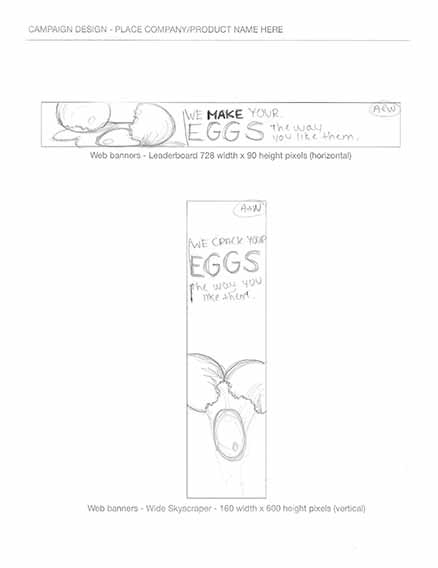 CAMPAIGN DESIGN - PLACE COMPANY/PRODUCT NAME HERE
A&W
WE MAKE YOUR
EGGS the way
you like them.
Web banners - Leaderboard 728 width x 90 height pixels (horizontal)
A&W
WE CRACK YOUR
EGGS
the way you
like them.
Web banners - Wide Skyscraper - 160 width x 600 height pixels (vertical)